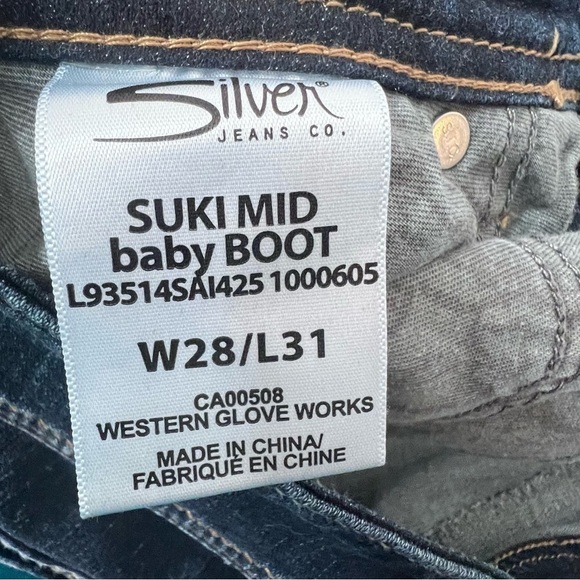 Silver®
JEANS CO.
SUKI MID
baby BOOT
L93514SAI425 1000605
W28/L31
CA00508
WESTERN GLOVE WORKS
MADE IN CHINA/
FABRIQUÉ EN CHINE